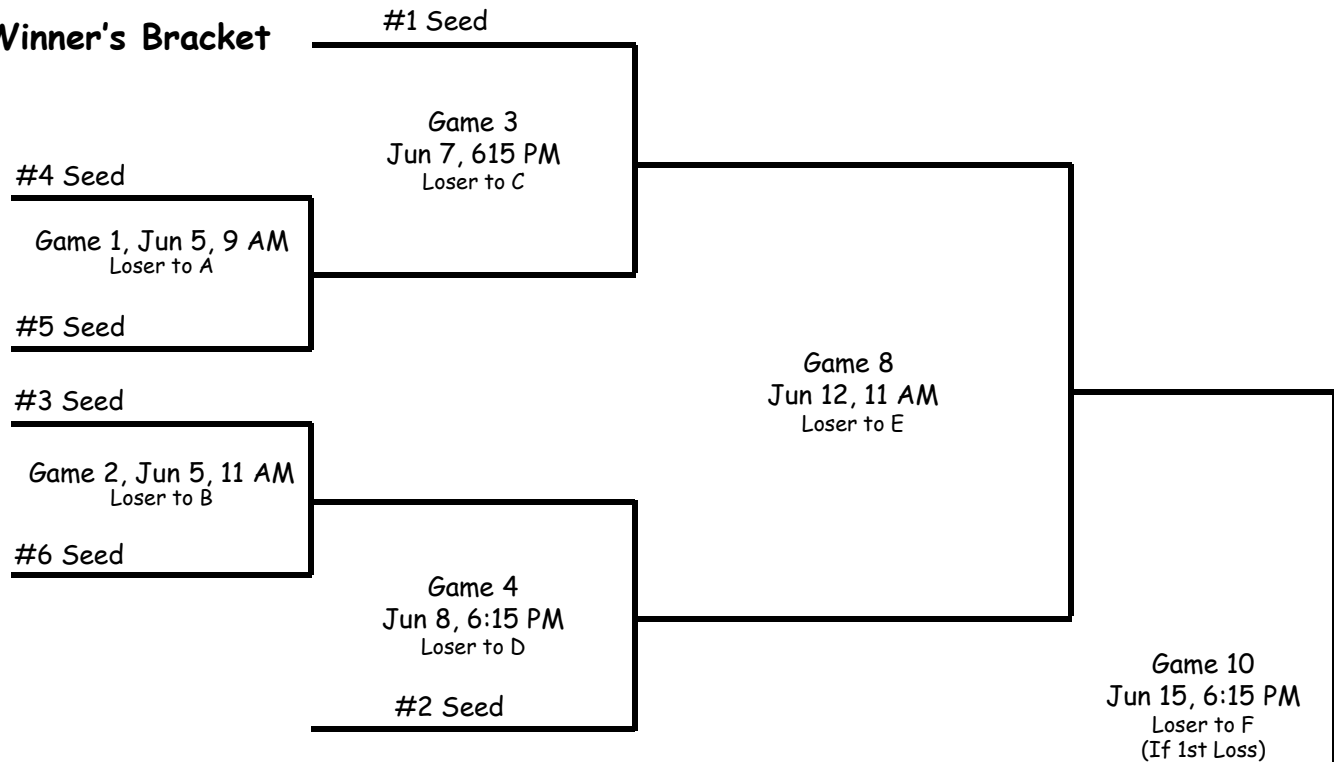 Winner's Bracket
#1 Seed
Game 3
Jun 7, 615 PM
Loser to C
#4 Seed
Game 1, Jun 5, 9 AM
Loser to A
#5 Seed
#3 Seed
Game 2, Jun 5, 11 AM
Loser to B
#6 Seed
Game 8
Jun 12, 11 AM
Loser to E
Game 4
Jun 8, 6:15 PM
Loser to D
#2 Seed
Game 10
Jun 15, 6:15 PM
Loser to F
(If 1st Loss)